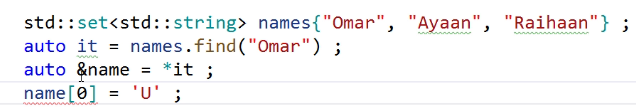 std::set<std::string> names{"Omar", "Ayaan", "Raihaan"} ;
auto it = names.find("Omar") ;
auto &name = *it ;
name[0] = 'U' ;